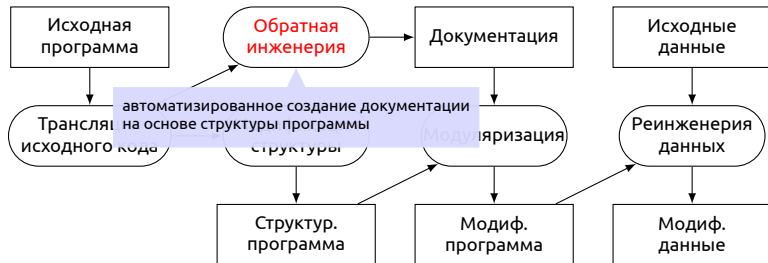 Исходная
программа
Обратная
инженерия
Документация
Исходные
данные
автоматизированное создание документации
на основе структуры программы
Трансляц
исходного кода
структуры
Модуляризация
Реинженерия
данных
Структур.
программа
Модиф.
программа
Модиф.
данные